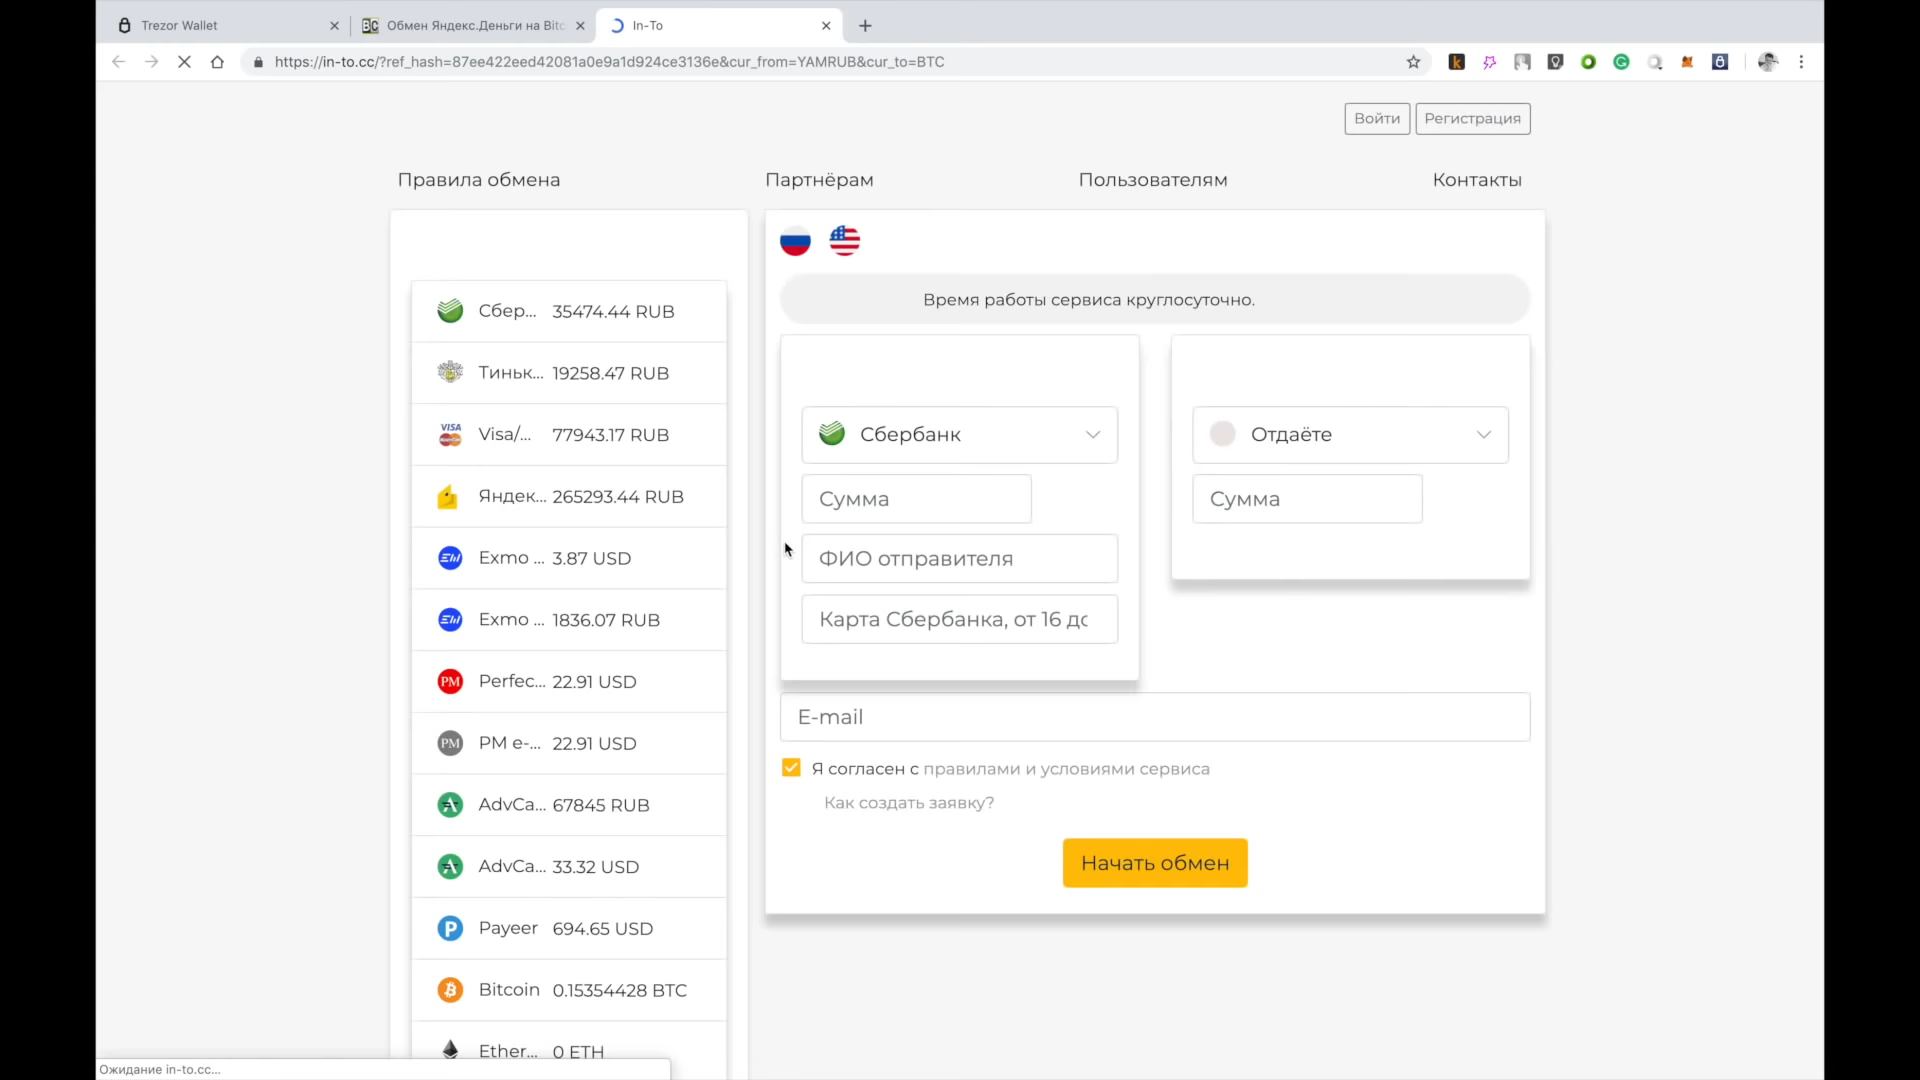 Trezor Wallet
Обмен Яндекс.Деньги на Bitc
In-To
https://in-to.cc/?ref_hash=87ee422eed42081a0e9a1d924ce3136e&cur_from=YAMRUB&cur_to=BTC
Войти
Регистрация
Правила обмена
Партнёрам
Пользователям
Контакты
Сбер... 35474.44 RUB
Тиньк... 19258.47 RUB
VISA Visa/... 77943.17 RUB
Яндек... 265293.44 RUB
Exmo ... 3.87 USD
Exmo ... 1836.07 RUB
PM Perfec... 22.91 USD
PM PM e-... 22.91 USD
AdvCa... 67845 RUB
AdvCa... 33.32 USD
Payeer 694.65 USD
Bitcoin 0.15354428 BTC
Ether... 0 ETH
Время работы сервиса круглосуточно.
Сбербанк
Сумма
ФИО отправителя
Карта Сбербанка, от 16 до
Отдаёте
Сумма
E-mail
Я согласен с правилами и условиями сервиса
Как создать заявку?
Начать обмен
Ожидание in-to.cc...